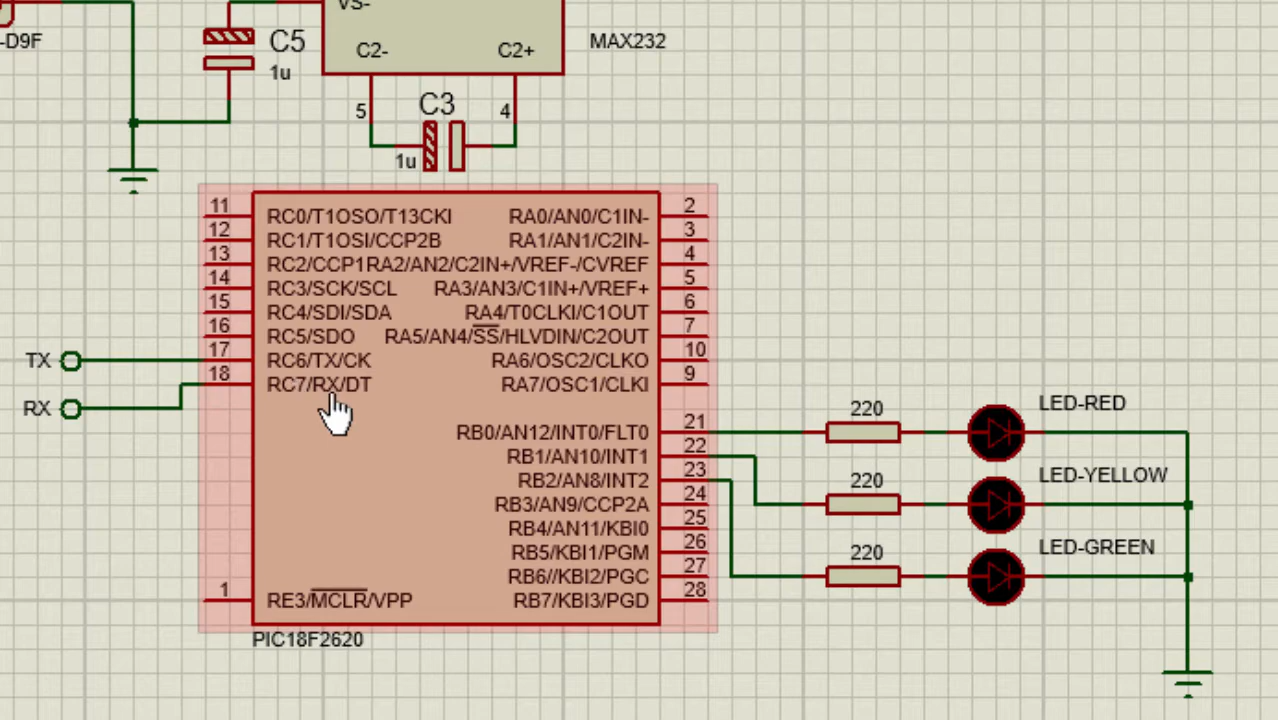 VS-
-D9F
C5
1u
C2-
C2+
MAX232
5
C3
4
1u
11 RC0/T1OSO/T13CKI RA0/AN0/C1IN- 2
12 RC1/T1OSI/CCP2B RA1/AN1/C2IN- 3
13 RC2/CCP1RA2/AN2/C2IN+/VREF-/CVREF 4
14 RC3/SCK/SCL RA3/AN3/C1IN+/VREF+ 5
15 RC4/SDI/SDA RA4/T0CLKI/C1OUT 6
16 RC5/SDO RA5/AN4/SS/HLVDIN/C2OUT 7
TX 17 RC6/TX/CK RA6/OSC2/CLKO 10
18 RC7/RX/DT RA7/OSC1/CLKI 9
RX
220 LED-RED
RB0/AN12/INT0/FLT0 21
RB1/AN10/INT1 22
220 LED-YELLOW
RB2/AN8/INT2 23
RB3/AN9/CCP2A 24
RB4/AN11/KBI0 25
220 LED-GREEN
RB5/KBI1/PGM 26
RB6//KBI2/PGC 27
1 RE3/MCLR/VPP RB7/KBI3/PGD 28
PIC18F2620